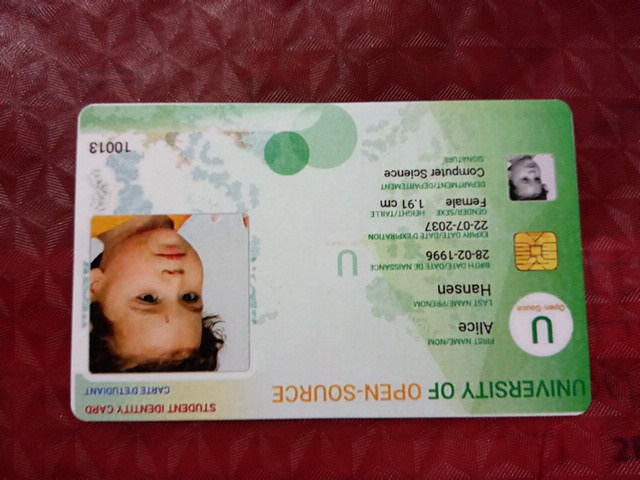 UNIVERSITY OF OPEN-SOURCE
STUDENT IDENTITY CARD
CARTE D'ETUDIANT
U
Open-Souce
FIRST NAME/NOM
Alice
LAST NAME/PRENOM
Hansen
BIRTH DATE/DATE DE NAISSANCE
28-02-1996
U
EXPIRY DATE/DATE D'EXPIRATION
22-07-2037
GENDER/SEXE HEIGHT/TAILLE
Female 1.91 cm
DEPARTMENT/DEPARTEMENT
Computer Science
SIGNATURE
10013